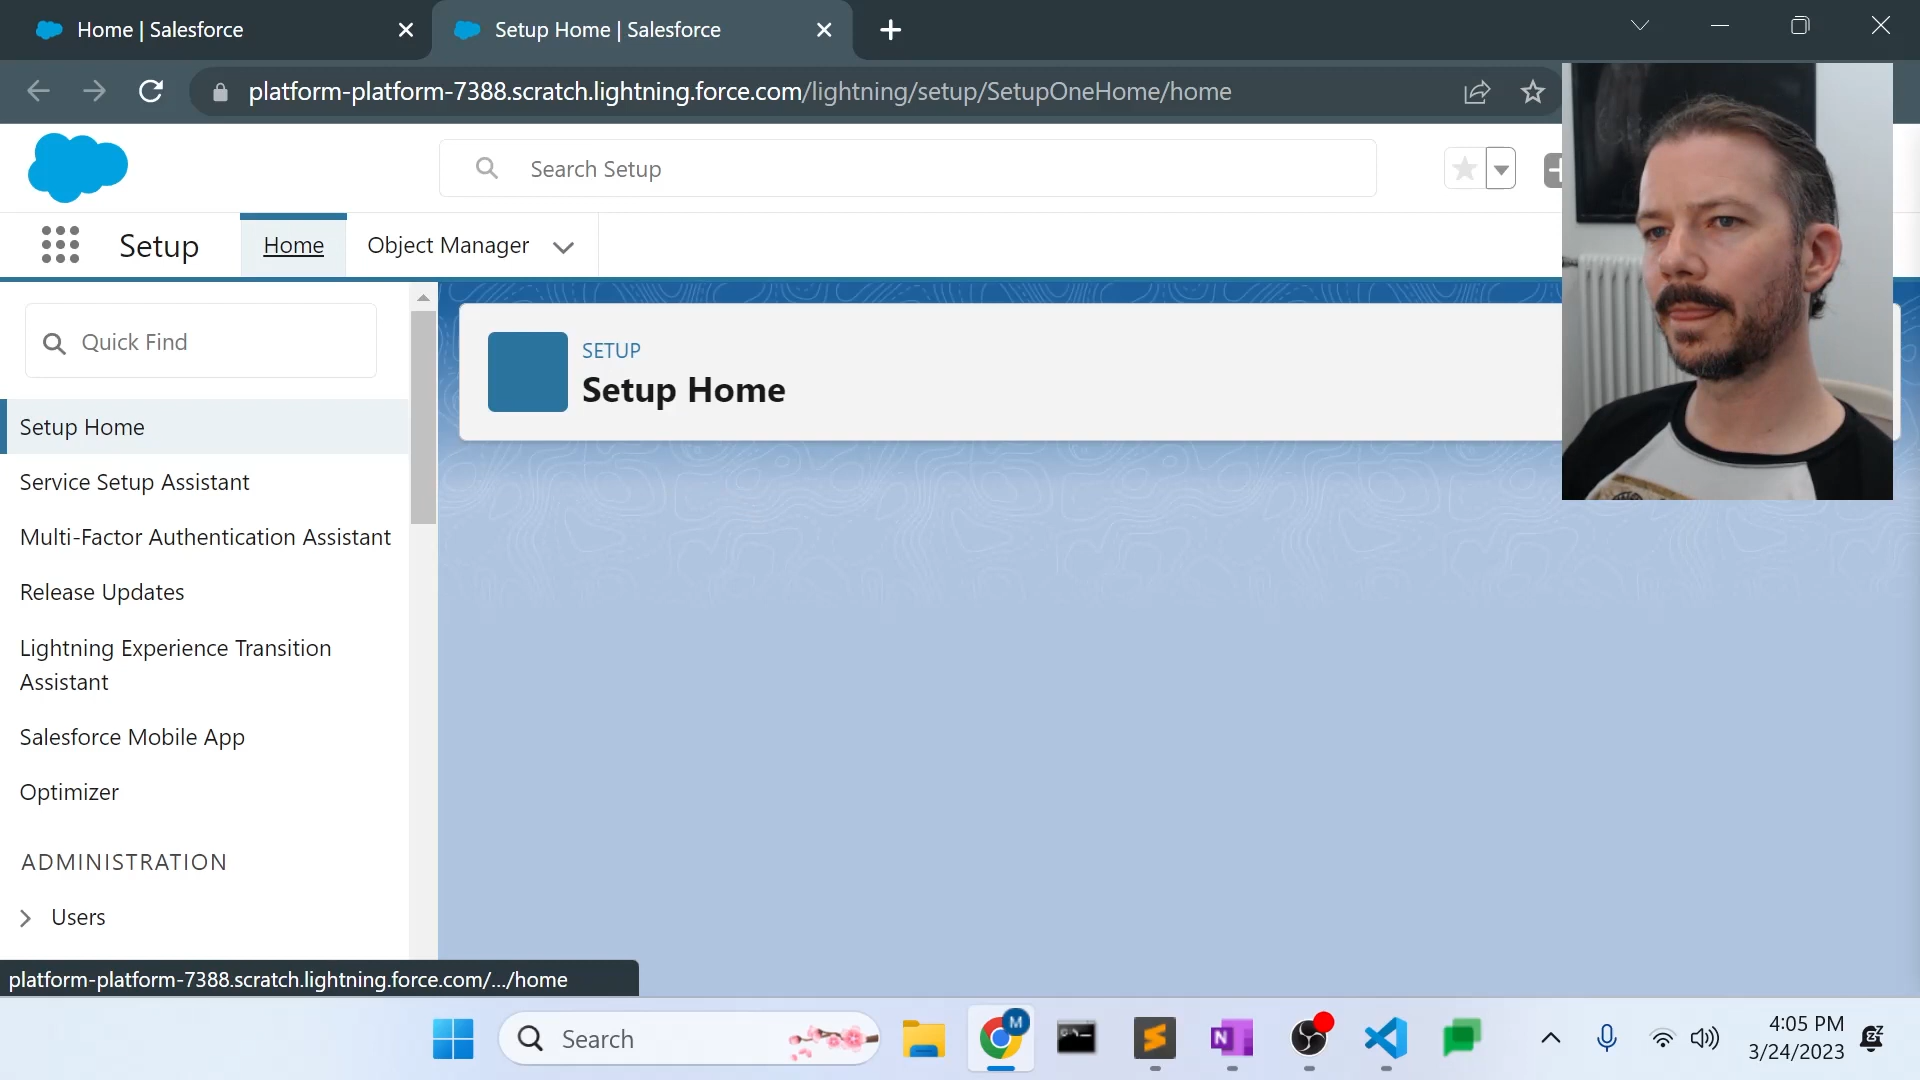 Home | Salesforce
Setup Home | Salesforce
platform-platform-7388.scratch.lightning.force.com/lightning/setup/SetupOneHome/home
Search Setup
Setup
Home
Object Manager
Quick Find
SETUP
Setup Home
Setup Home
Service Setup Assistant
Multi-Factor Authentication Assistant
Release Updates
Lightning Experience Transition
Assistant
Salesforce Mobile App
Optimizer
ADMINISTRATION
Users
platform-platform-7388.scratch.lightning.force.com/.../home
Search
M
N
4:05 PM
3/24/2023